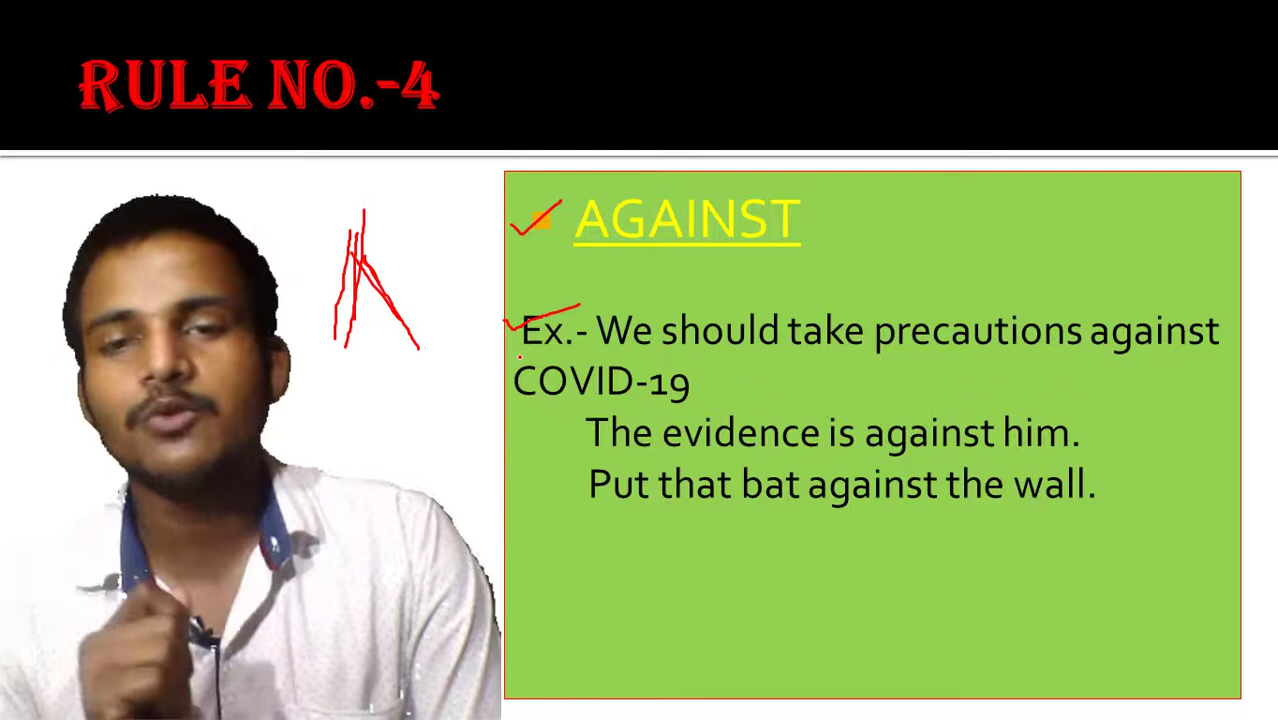 RULE NO.-4
AGAINST
Ex.- We should take precautions against
COVID-19
The evidence is against him.
Put that bat against the wall.